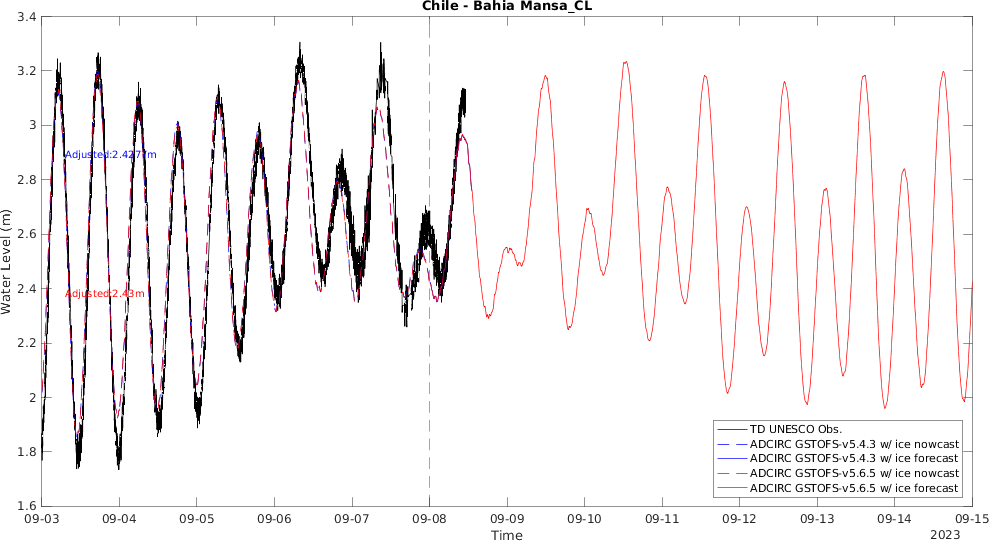 Chile - Bahia Mansa_CL
3.4
3.2
3
2.8
2.6
2.4
2.2
2
1.8
1.6
Water Level (m)
Adjusted:2.4277m
Adjusted:2.43m
TD UNESCO Obs.
ADCIRC GSTOFS-v5.4.3 w/ ice nowcast
ADCIRC GSTOFS-v5.4.3 w/ ice forecast
ADCIRC GSTOFS-v5.6.5 w/ ice nowcast
ADCIRC GSTOFS-v5.6.5 w/ ice forecast
09-03 09-04 09-05 09-06 09-07 09-08 09-09 09-10 09-11 09-12 09-13 09-14 09-15
Time
2023